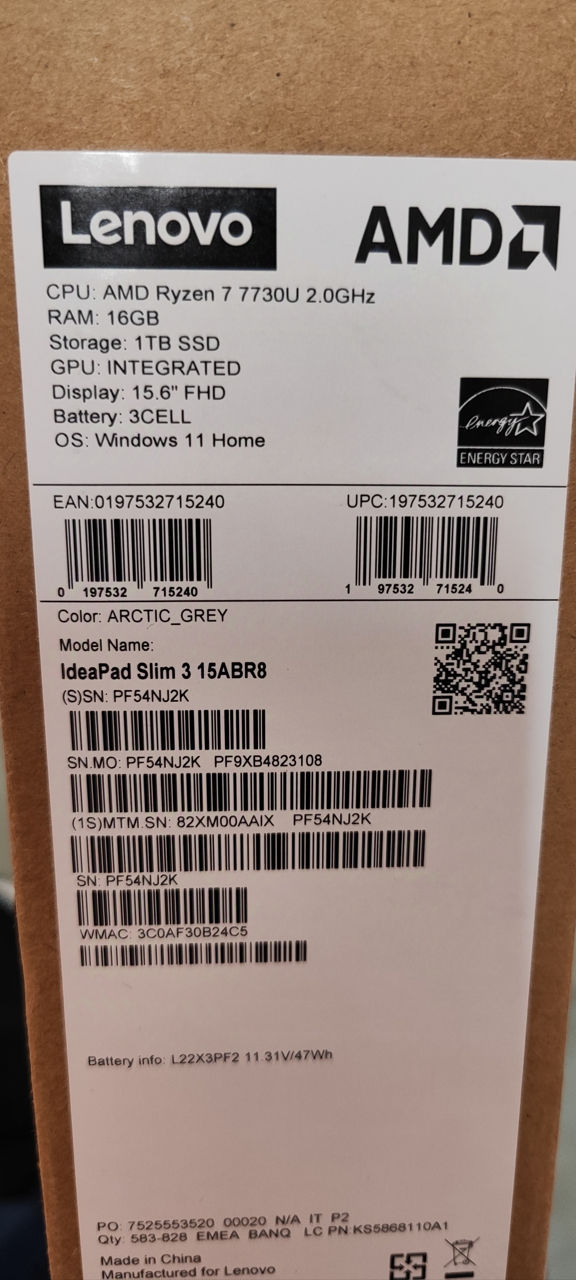 Lenovo
AMD
CPU: AMD Ryzen 7 7730U 2.0GHz
RAM: 16GB
Storage: 1TB SSD
GPU: INTEGRATED
Display: 15.6" FHD
Battery: 3CELL
OS: Windows 11 Home
energy
ENERGY STAR
EAN:0197532715240
UPC:197532715240
0 197532 715240
1 97532 71524 0
Color: ARCTIC_GREY
Model Name:
IdeaPad Slim 3 15ABR8
(S)SN: PF54NJ2K
SN.MO: PF54NJ2K PF9XB4823108
(1S)MTM.SN: 82XM00AAIX PF54NJ2K
SN: PF54NJ2K
WMAC: 3C0AF30B24C5
Battery info: L22X3PF2 11.31V/47Wh
PO: 7525553520 00020 N/A IT P2
Qty: 583-828 EMEA BANQ LC PN:KS5868110A1
Made in China
Manufactured for Lenovo